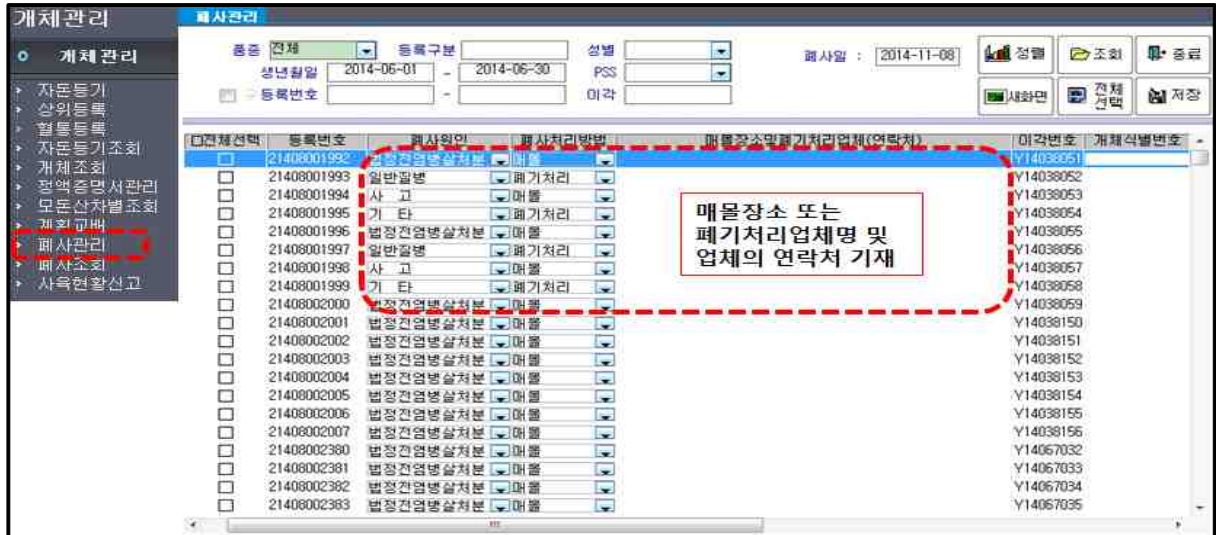 개체관리
폐사관리
개체관리
자돈등기
상위등록
혈통등록
자돈등기조회
개체조회
정액증명서관리
모돈산차별조회
계획교배
폐사관리
폐사조회
사육현황신고
품종 전체 등록구분 성별 폐사일 : 2014-11-08 정렬 조회 종료
생년월일 2014-06-01 - 2014-06-30 PSS
등록번호 - 이각 새화면 전체선택 저장
전체선택 등록번호 폐사원인 폐사처리방법 매몰장소및폐기처리업체(연락처) 이각번호 개체식별번호
21408001992 법정전염병살처분 매몰 Y14038051
21408001993 일반질병 폐기처리 Y14038052
21408001994 사 고 매몰 Y14038053
21408001995 기 타 폐기처리 Y14038054
21408001996 법정전염병살처분 매몰 Y14038055
21408001997 일반질병 폐기처리 Y14038056
21408001998 사 고 매몰 Y14038057
21408001999 기 타 폐기처리 Y14038058
21408002000 법정전염병살처분 매몰 Y14038059
21408002001 법정전염병살처분 매몰 Y14038150
21408002002 법정전염병살처분 매몰 Y14038151
21408002003 법정전염병살처분 매몰 Y14038152
21408002004 법정전염병살처분 매몰 Y14038153
21408002005 법정전염병살처분 매몰 Y14038154
21408002006 법정전염병살처분 매몰 Y14038155
21408002007 법정전염병살처분 매몰 Y14038156
21408002380 법정전염병살처분 매몰 Y14067032
21408002381 법정전염병살처분 매몰 Y14067033
21408002382 법정전염병살처분 매몰 Y14067034
21408002383 법정전염병살처분 매몰 Y14067035
매몰장소 또는
폐기처리업체명 및
업체의 연락처 기재